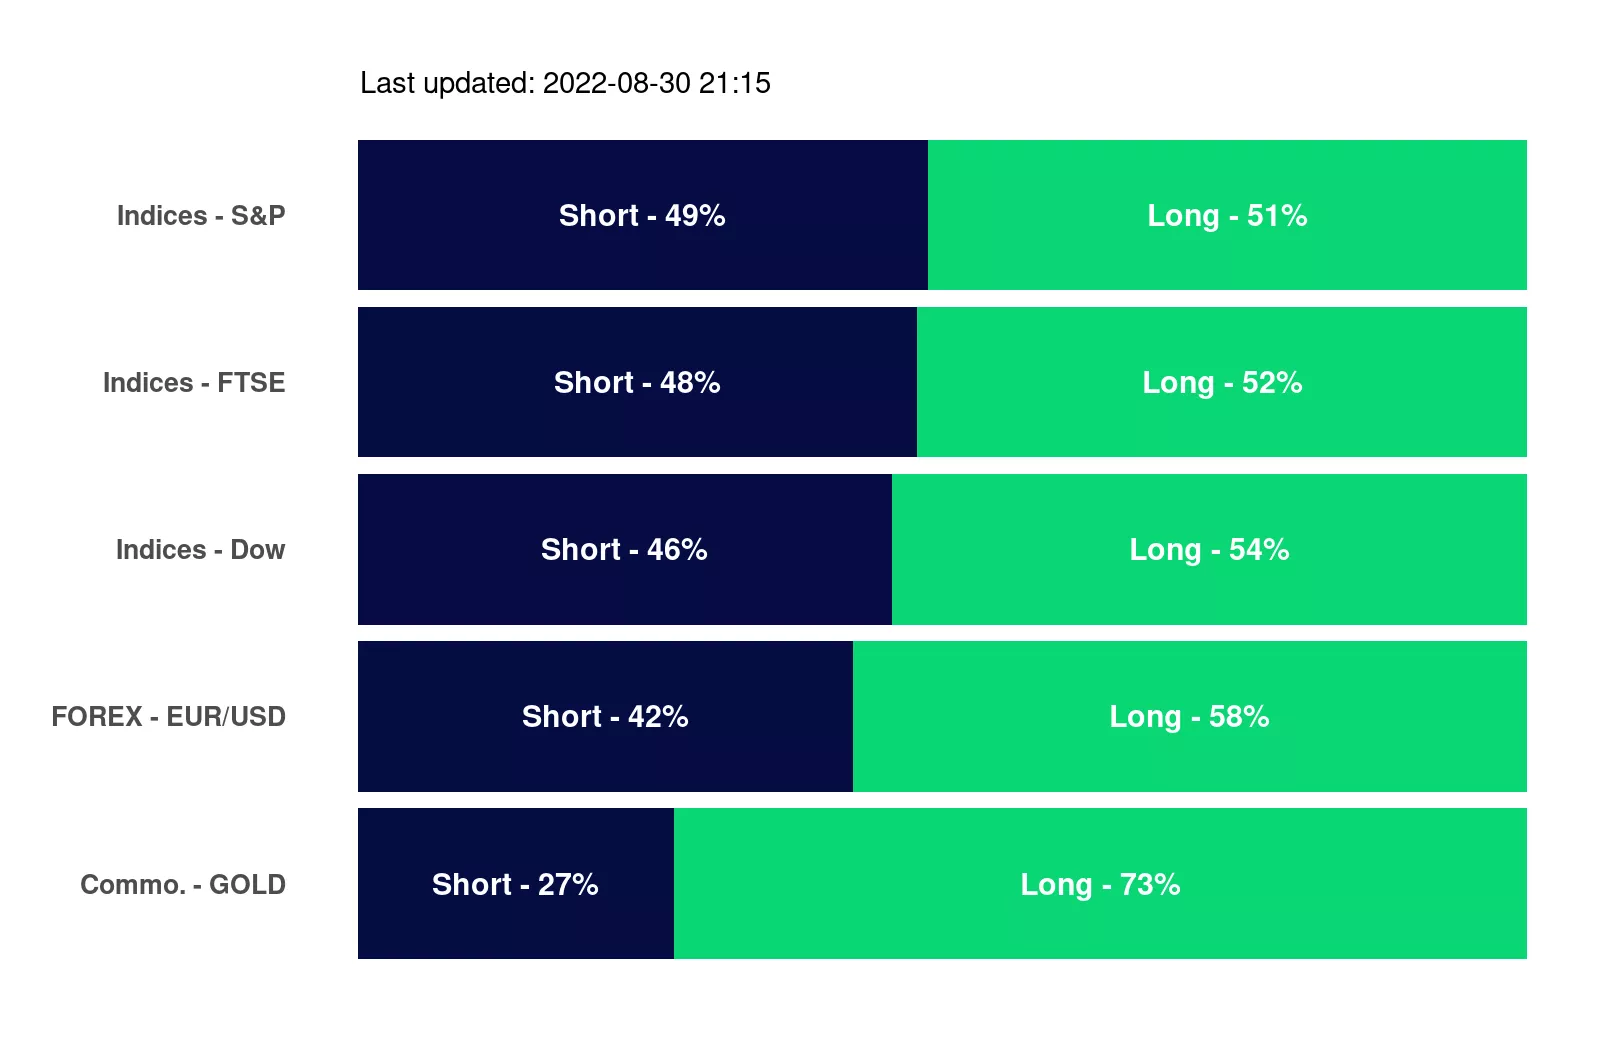 Last updated: 2022-08-30 21:15
Indices - S&P Short - 49% Long - 51%
Indices - FTSE Short - 48% Long - 52%
Indices - Dow Short - 46% Long - 54%
FOREX - EUR/USD Short - 42% Long - 58%
Commo. - GOLD Short - 27% Long - 73%